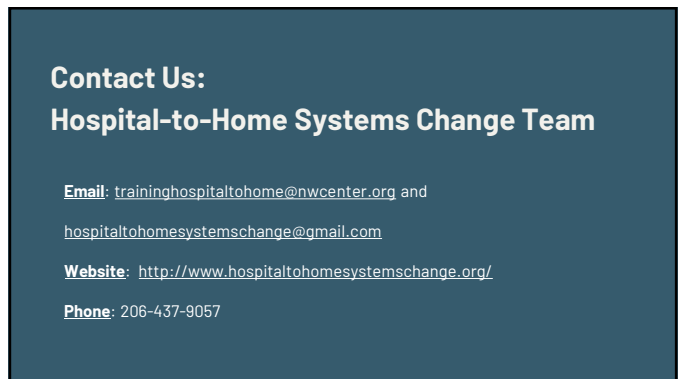 Contact Us:
Hospital-to-Home Systems Change Team
Email: traininghospitaltohome@nwcenter.org and
hospitaltohomesystemschange@gmail.com
Website: http://www.hospitaltohomesystemschange.org/
Phone: 206-437-9057